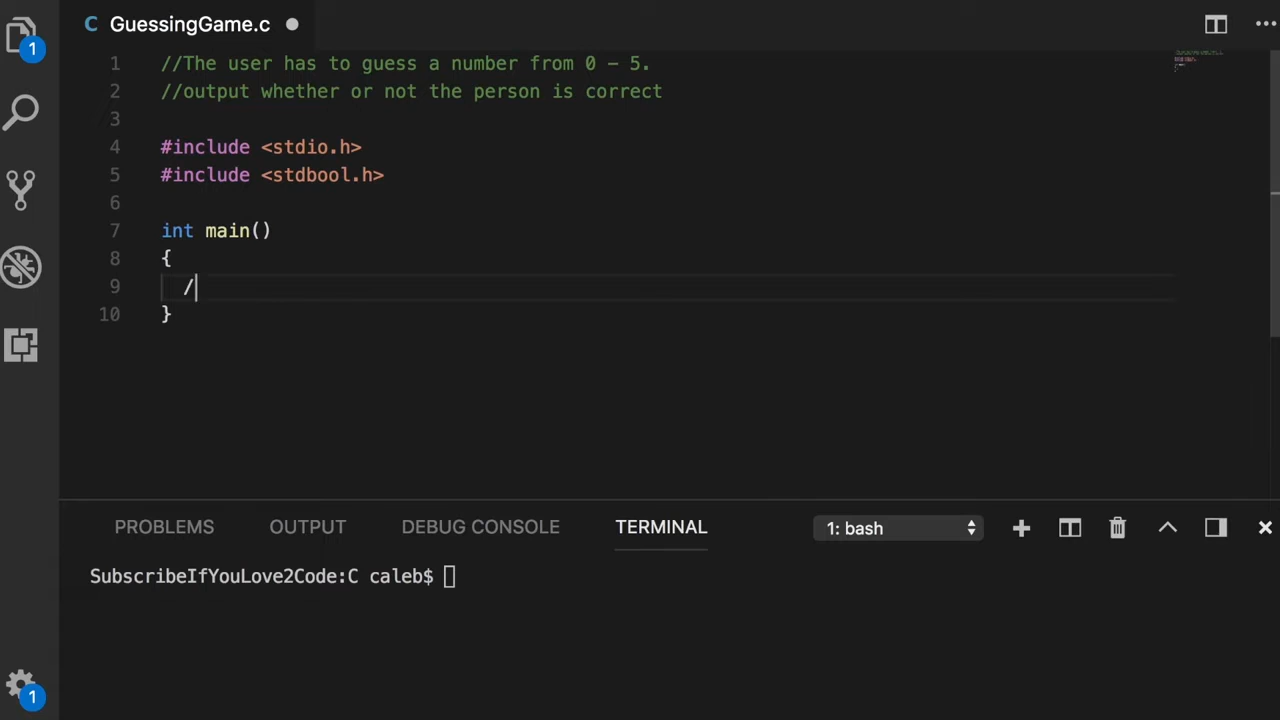 1
C GuessingGame.c
1 //The user has to guess a number from 0 - 5.
2 //output whether or not the person is correct
3
4 #include <stdio.h>
5 #include <stdbool.h>
6
7 int main()
8 {
9 /
10 }
PROBLEMS OUTPUT DEBUG CONSOLE TERMINAL 1: bash
SubscribeIfYouLove2Code:C caleb$
1